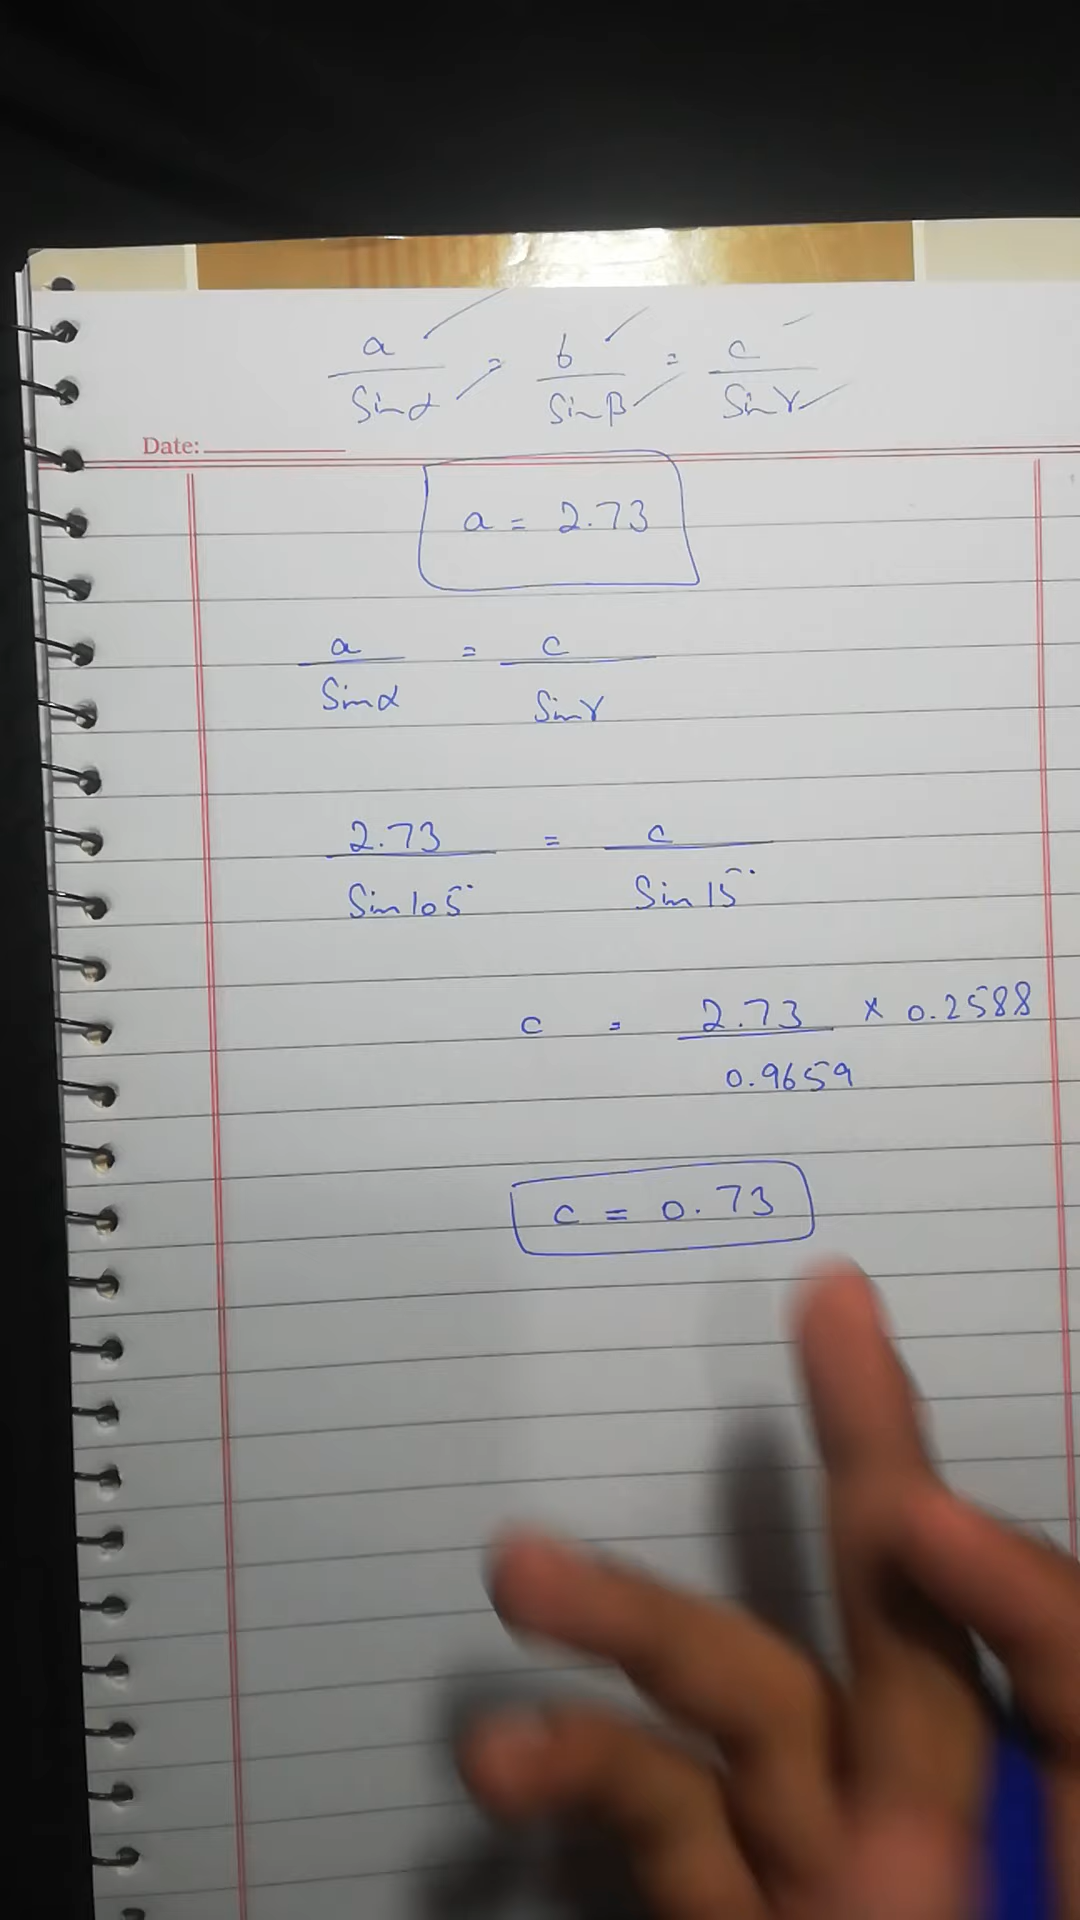 a = b = c
Sinα Sinβ Sinγ
Date:
a = 2.73
a = c
Sinα Sinγ
2.73 = c
Sin105° Sin15°
c = 2.73 × 0.2588
0.9659
c = 0.73